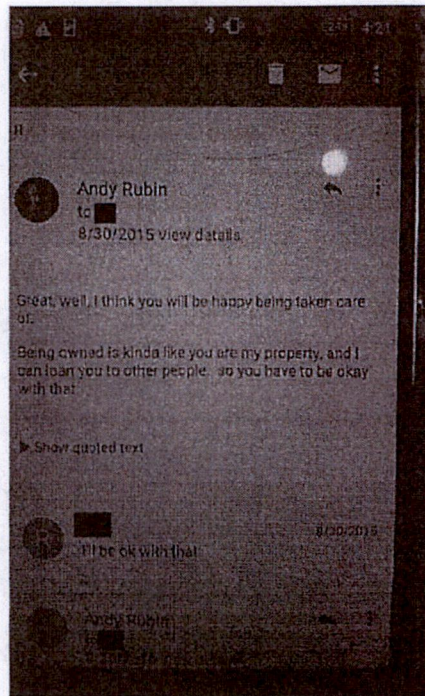 4:21
Andy Rubin
to
8/30/2015 View details
Great, well, I think you will be happy being taken care
of.
Being owned is kinda like you are my property, and I
can loan you to other people. so you have to be okay
with that
Show quoted text
8/30/2015
I'll be ok with that
Andy Rubin